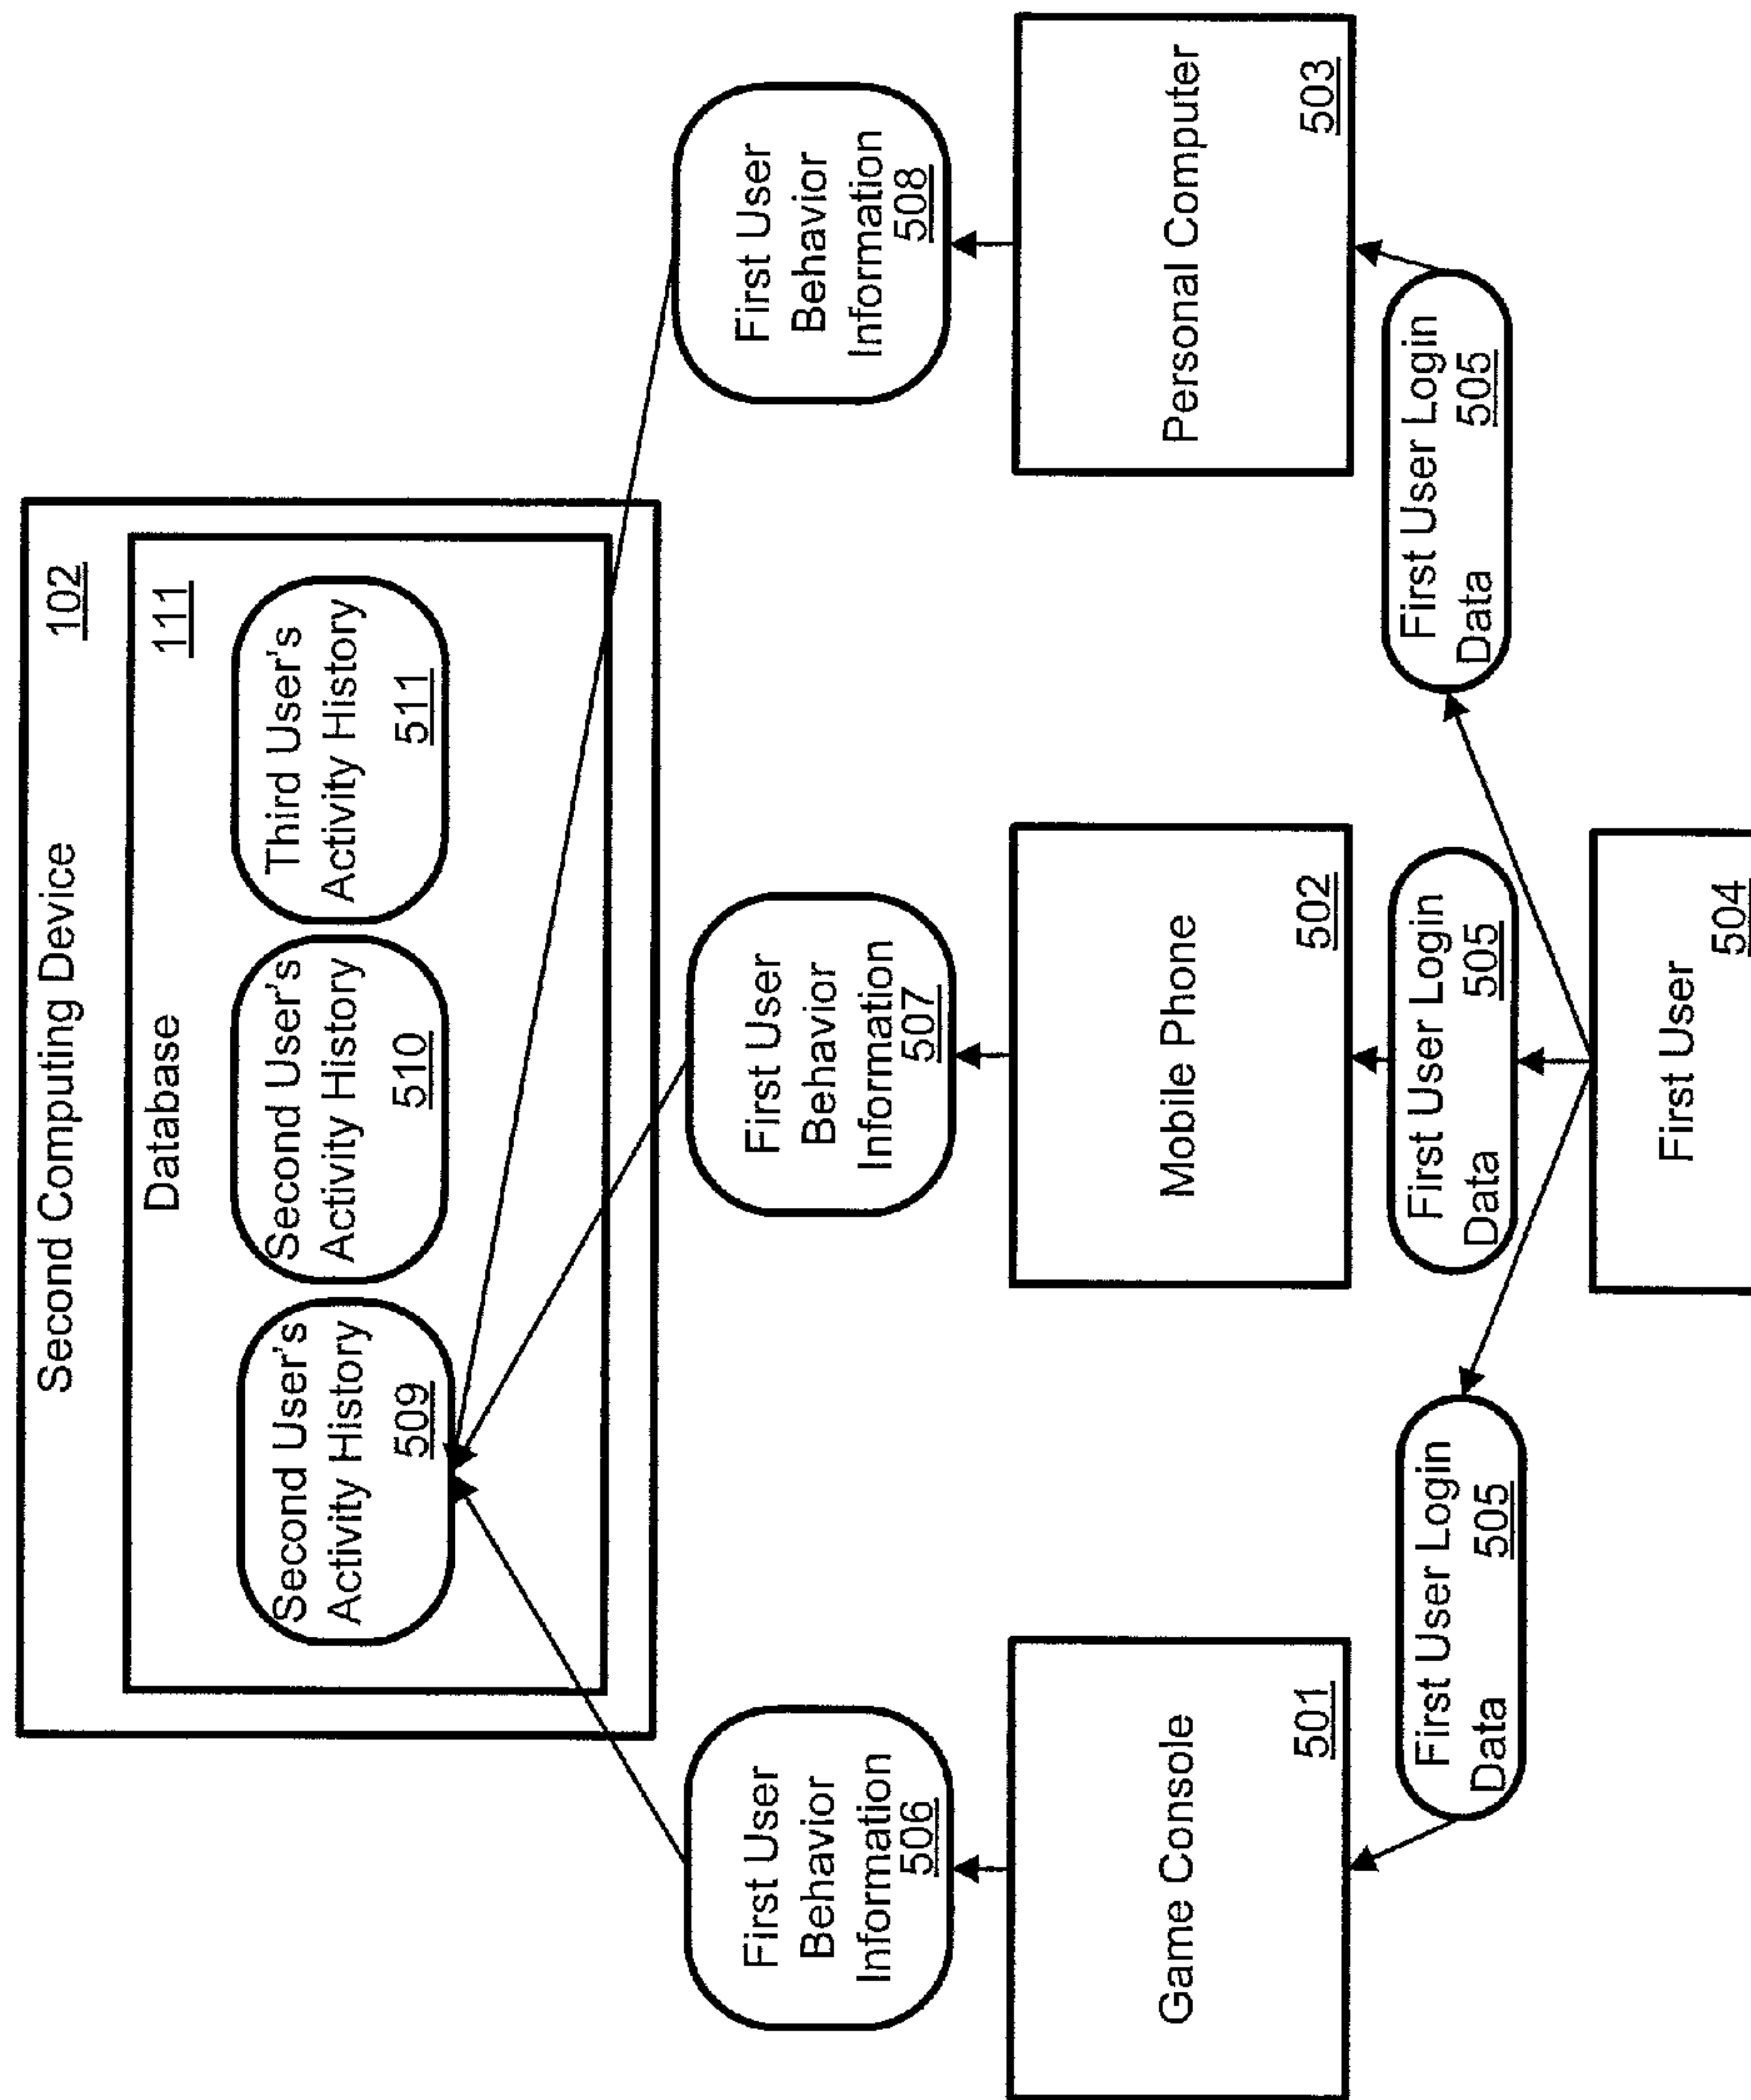 Second Computing Device
102
Database
111
Second User's
Activity History
509
Second User's
Activity History
510
Third User's
Activity History
511
First User
Behavior
Information
506
First User
Behavior
Information
507
First User
Behavior
Information
508
Game Console
501
Mobile Phone
502
Personal Computer
503
First User Login
Data
505
First User Login
Data
505
First User Login
Data
505
First User
504